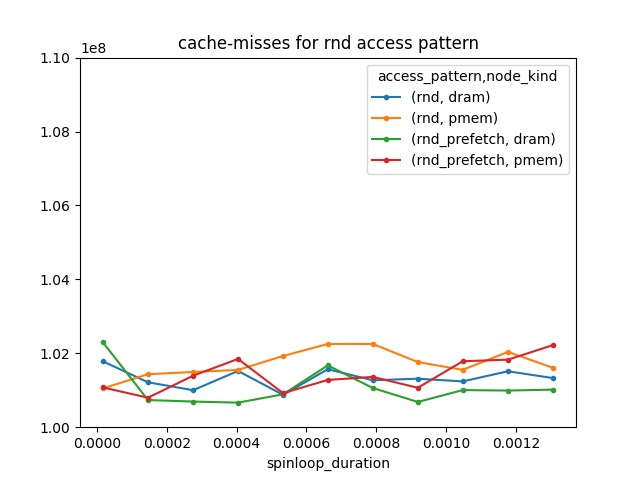 cache-misses for rnd access pattern
1e8
1.10
1.08
1.06
1.04
1.02
1.00
access_pattern,node_kind
(rnd, dram)
(rnd, pmem)
(rnd_prefetch, dram)
(rnd_prefetch, pmem)
0.0000 0.0002 0.0004 0.0006 0.0008 0.0010 0.0012
spinloop_duration